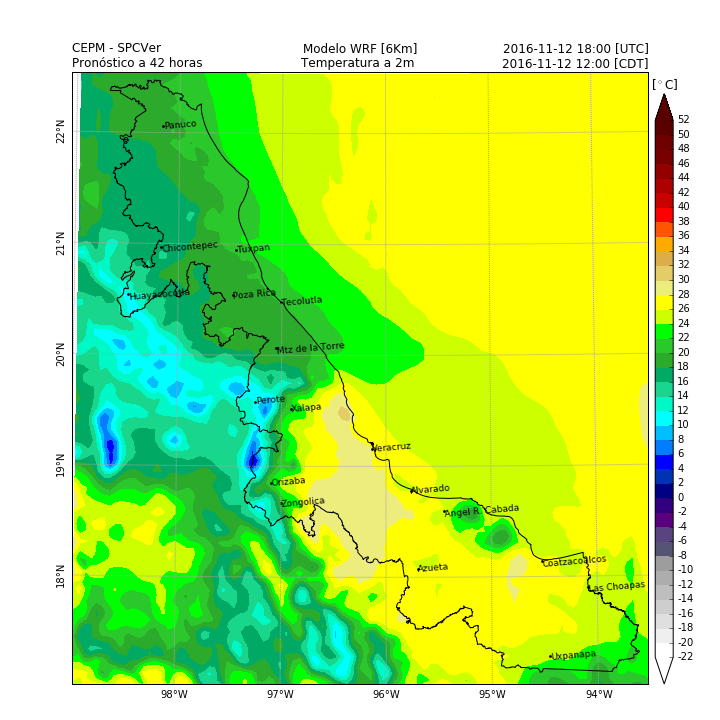 CEPM - SPCVer Modelo WRF [6Km] 2016-11-12 18:00 [UTC]
Pronóstico a 42 horas Temperatura a 2m 2016-11-12 12:00 [CDT]
[°C]
52
50
48
46
44
42
40
38
36
34
32
30
28
26
24
22
20
18
16
14
12
10
8
6
4
2
0
-2
-4
-6
-8
-10
-12
-14
-16
-18
-20
-22
22°N
21°N
20°N
19°N
18°N
Panuco
Chicontepec
Tuxpan
Huayacocotla
Poza Rica
Tecolutla
Mtz de la Torre
Perote
Xalapa
Veracruz
Orizaba
Alvarado
Zongolica
Angel R. Cabada
Azueta
Coatzacoalcos
Las Choapas
Uxpanapa
98°W 97°W 96°W 95°W 94°W